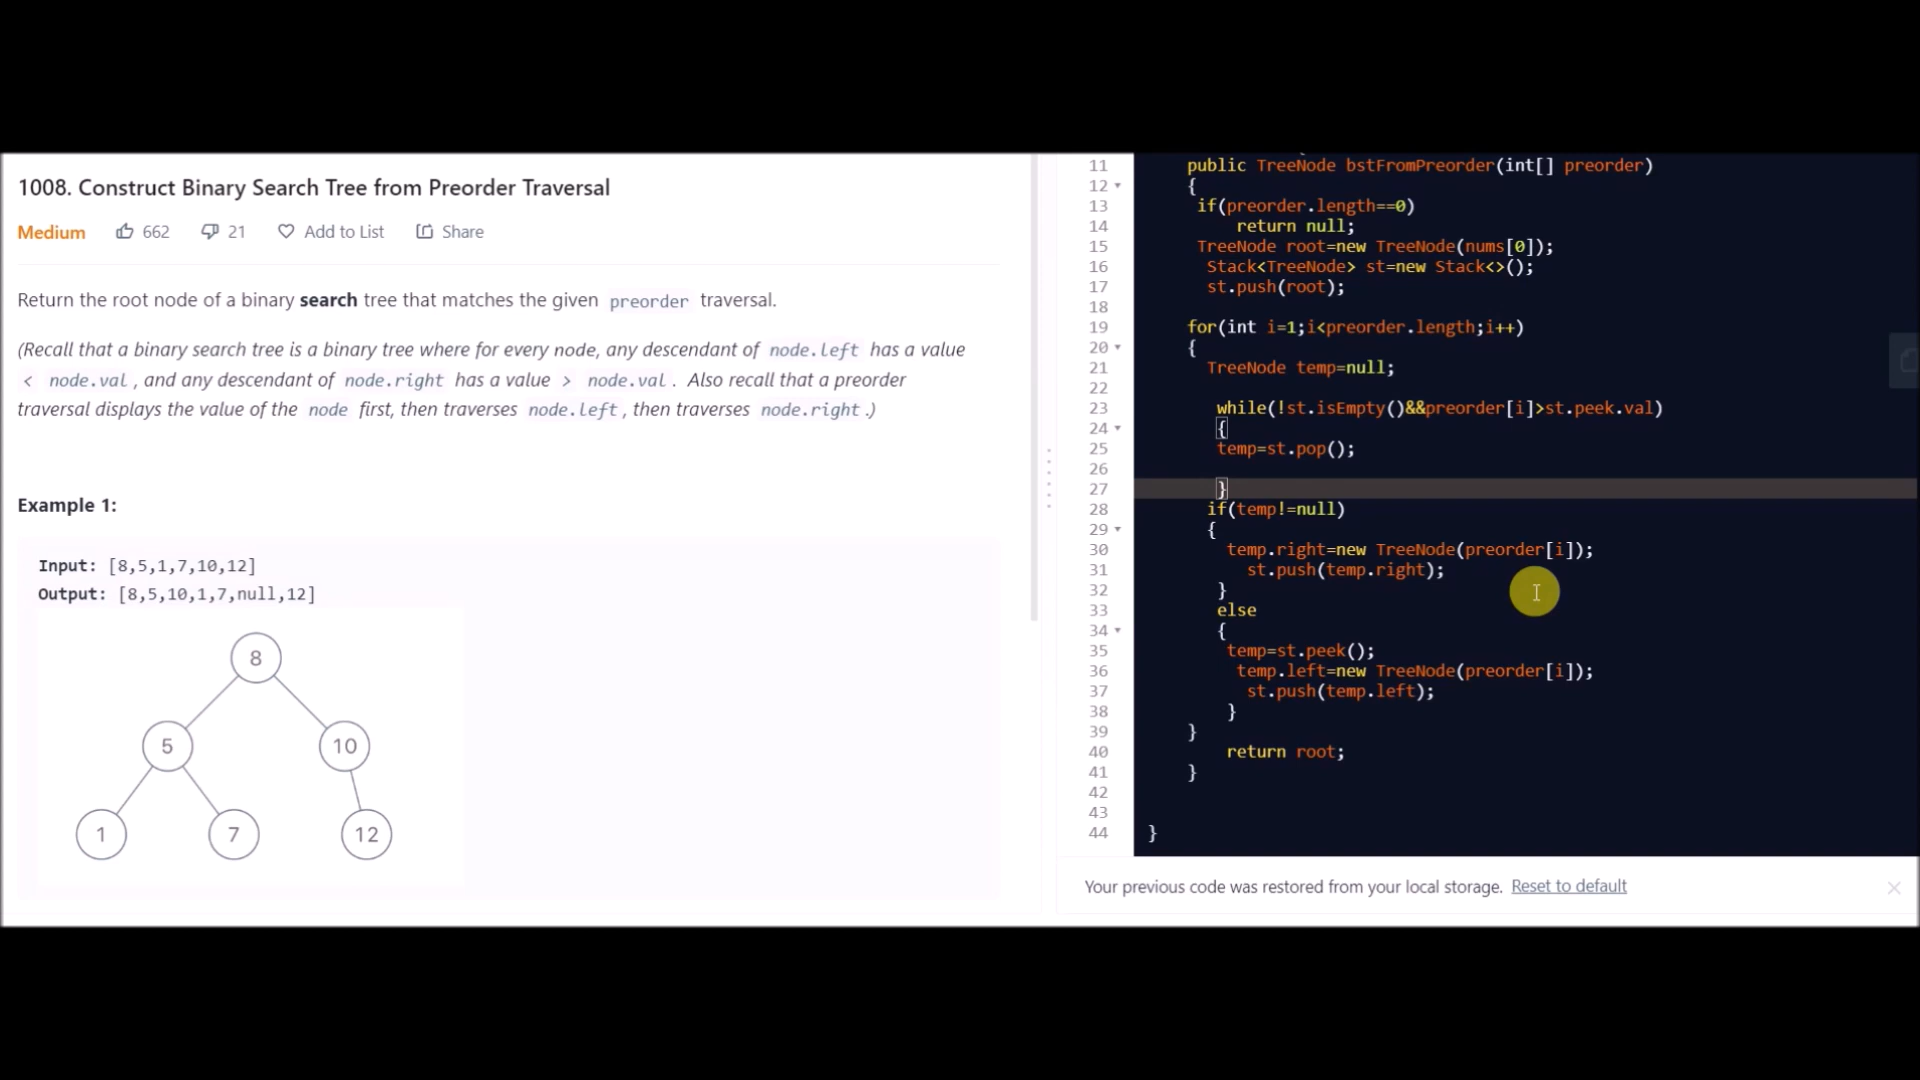 1008. Construct Binary Search Tree from Preorder Traversal
Medium 662 21 Add to List Share
Return the root node of a binary search tree that matches the given preorder traversal.
(Recall that a binary search tree is a binary tree where for every node, any descendant of node.left has a value
< node.val, and any descendant of node.right has a value > node.val. Also recall that a preorder
traversal displays the value of the node first, then traverses node.left, then traverses node.right.)
Example 1:
Input: [8,5,1,7,10,12]
Output: [8,5,10,1,7,null,12]
8
5 10
1 7 12
11 public TreeNode bstFromPreorder(int[] preorder)
12 {
13 if(preorder.length==0)
14 return null;
15 TreeNode root=new TreeNode(nums[0]);
16 Stack<TreeNode> st=new Stack<>();
17 st.push(root);
18
19 for(int i=1;i<preorder.length;i++)
20 {
21 TreeNode temp=null;
22
23 while(!st.isEmpty()&&preorder[i]>st.peek.val)
24 {
25 temp=st.pop();
26
27 }
28 if(temp!=null)
29 {
30 temp.right=new TreeNode(preorder[i]);
31 st.push(temp.right);
32 }
33 else
34 {
35 temp=st.peek();
36 temp.left=new TreeNode(preorder[i]);
37 st.push(temp.left);
38 }
39 }
40 return root;
41 }
42
43
44 }
Your previous code was restored from your local storage. Reset to default